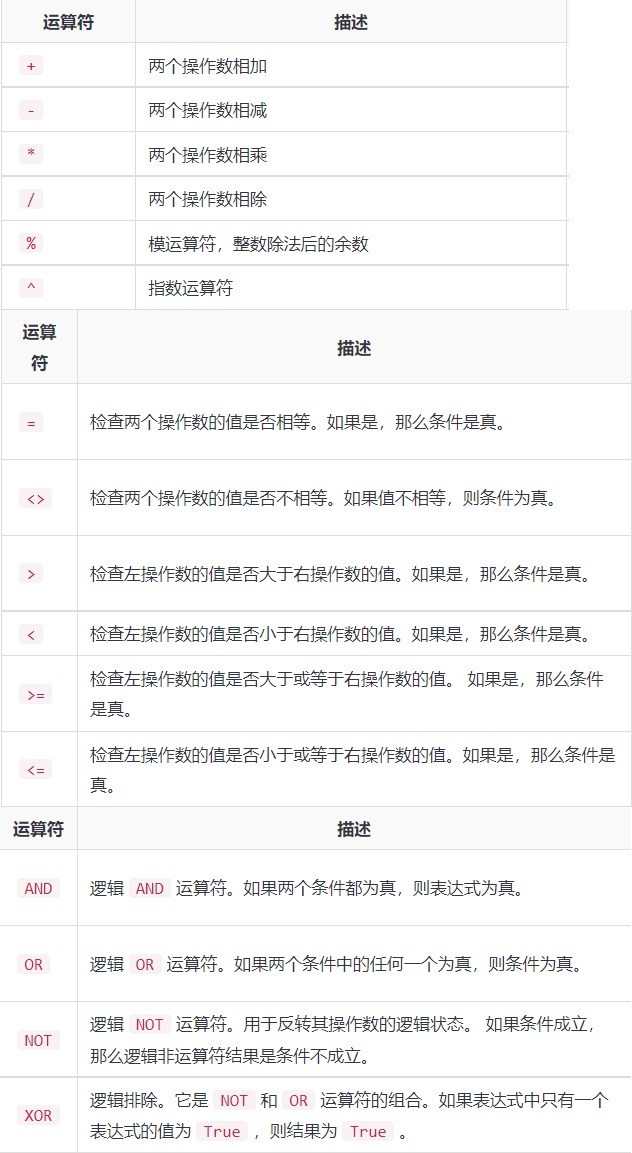 运算符 描述
+ 两个操作数相加
- 两个操作数相减
* 两个操作数相乘
/ 两个操作数相除
% 模运算符，整数除法后的余数
^ 指数运算符
运算
符
描述
= 检查两个操作数的值是否相等。如果是，那么条件是真。
<> 检查两个操作数的值是否不相等。如果值不相等，则条件为真。
> 检查左操作数的值是否大于右操作数的值。如果是，那么条件是真。
< 检查左操作数的值是否小于右操作数的值。如果是，那么条件是真。
>= 检查左操作数的值是否大于或等于右操作数的值。 如果是，那么条件
是真。
<= 检查左操作数的值是否小于或等于右操作数的值。如果是，那么条件是
真。
运算符 描述
AND 逻辑 AND 运算符。如果两个条件都为真，则表达式为真。
OR 逻辑 OR 运算符。如果两个条件中的任何一个为真，则条件为真。
NOT 逻辑 NOT 运算符。用于反转其操作数的逻辑状态。 如果条件成立，
那么逻辑非运算符结果是条件不成立。
XOR 逻辑排除。它是 NOT 和 OR 运算符的组合。如果表达式中只有一个
表达式的值为 True ，则结果为 True 。